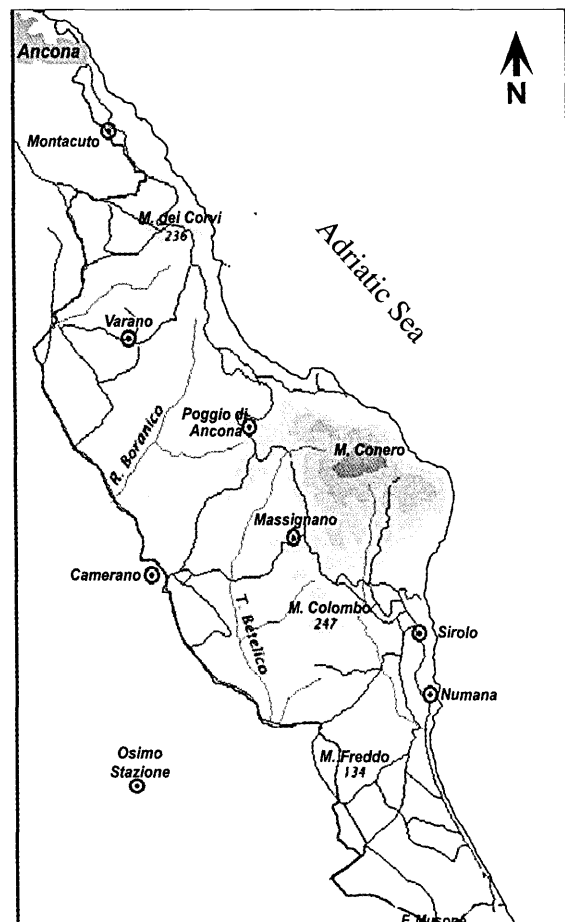 Ancona
N
Montacuto
M. dei Corvi
236
Adriatic Sea
Varano
Poggio di
Ancona
R. Boranico
M. Conero
Massignano
Camerano
M. Colombo
247
T. Betelico
Sirolo
Numana
Osimo
Stazione
M. Freddo
134
F. Musone